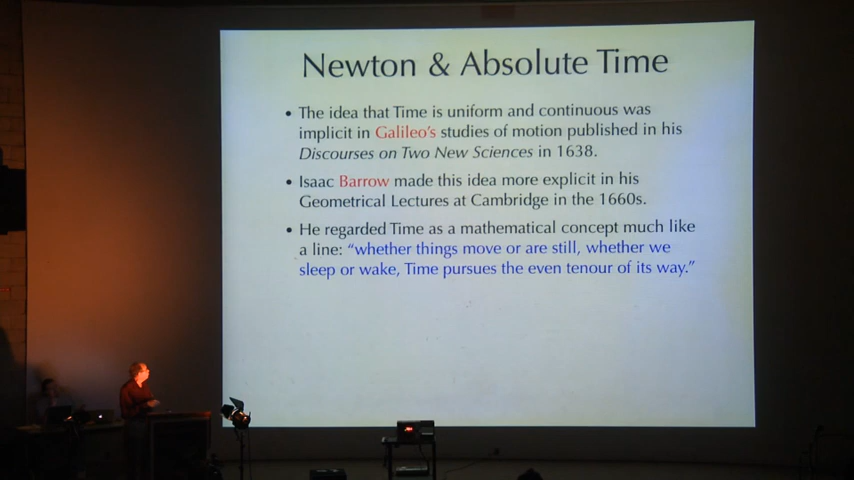 Newton & Absolute Time
• The idea that Time is uniform and continuous was
implicit in Galileo's studies of motion published in his
Discourses on Two New Sciences in 1638.
• Isaac Barrow made this idea more explicit in his
Geometrical Lectures at Cambridge in the 1660s.
• He regarded Time as a mathematical concept much like
a line: “whether things move or are still, whether we
sleep or wake, Time pursues the even tenour of its way.”